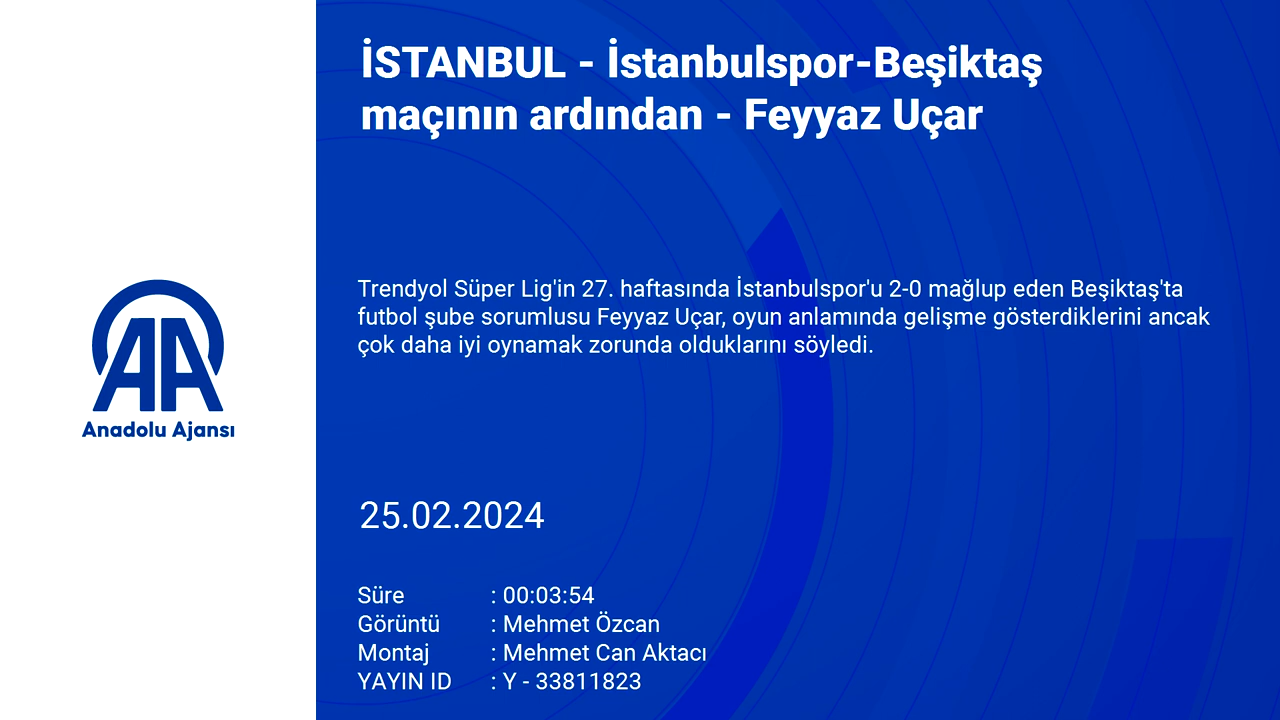 İSTANBUL - İstanbulspor-Beşiktaş
maçının ardından - Feyyaz Uçar
Trendyol Süper Lig'in 27. haftasında İstanbulspor'u 2-0 mağlup eden Beşiktaş'ta
futbol şube sorumlusu Feyyaz Uçar, oyun anlamında gelişme gösterdiklerini ancak
çok daha iyi oynamak zorunda olduklarını söyledi.
AA
Anadolu Ajansı
25.02.2024
Süre : 00:03:54
Görüntü : Mehmet Özcan
Montaj : Mehmet Can Aktacı
YAYIN ID : Y - 33811823